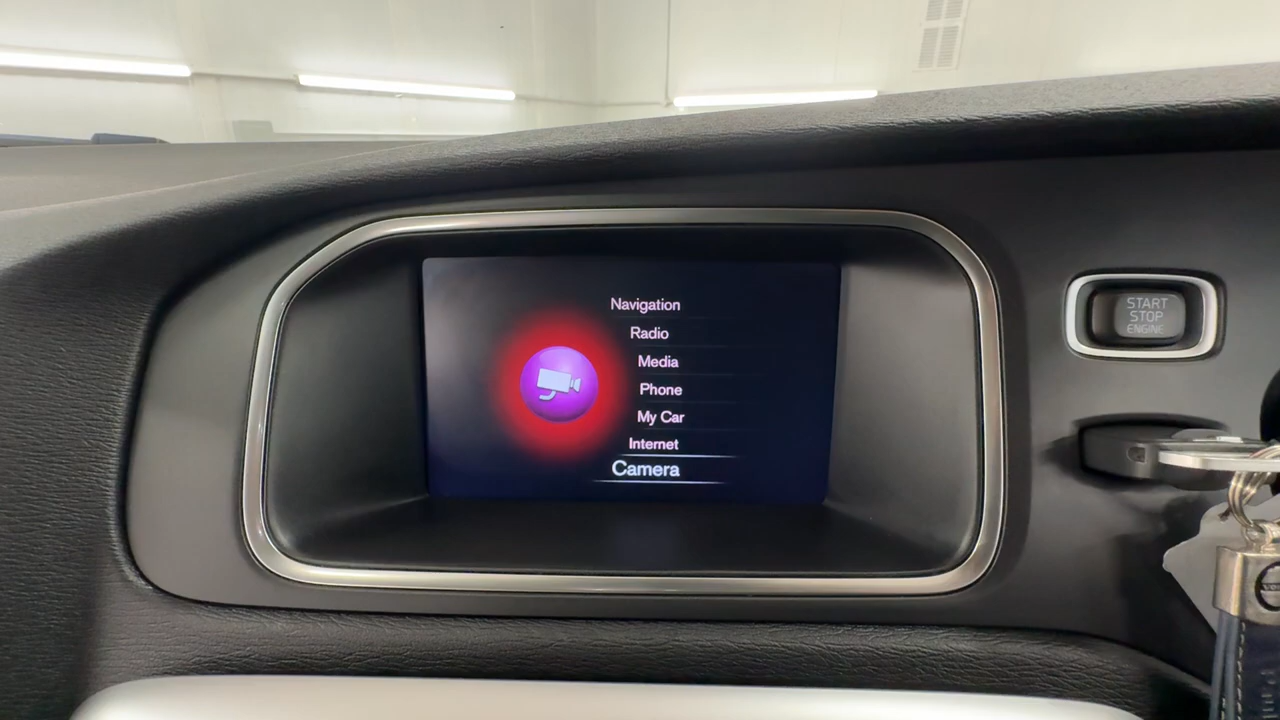 Navigation
Radio
Media
Phone
My Car
Internet
Camera
START
STOP
ENGINE